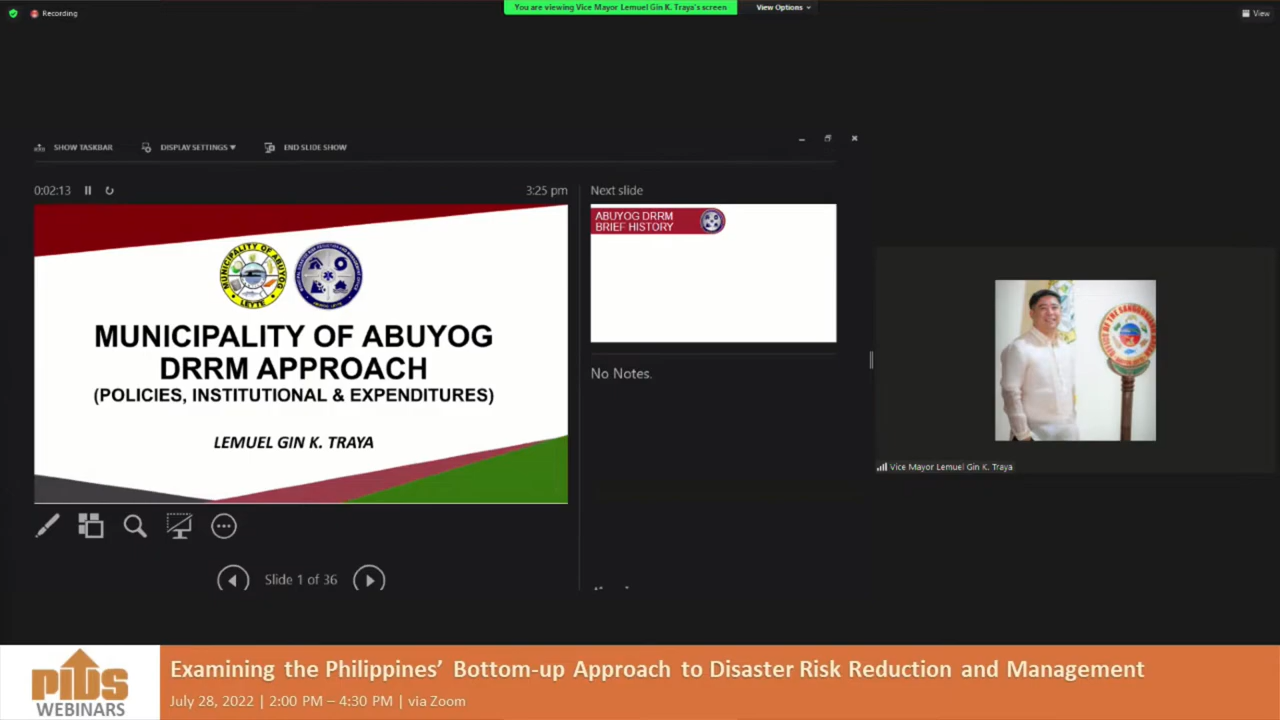 Recording
You are viewing Vice Mayor Lemuel Gin K. Traya's screen
View Options
View
SHOW TASKBAR
DISPLAY SETTINGS
END SLIDE SHOW
0:02:13
3:25 pm
Next slide
MUNICIPALITY OF ABUYOG
LEYTE
MUNICIPALITY OF ABUYOG
DRRM APPROACH
(POLICIES, INSTITUTIONAL & EXPENDITURES)
LEMUEL GIN K. TRAYA
ABUYOG DRRM
BRIEF HISTORY
No Notes.
Slide 1 of 36
Vice Mayor Lemuel Gin K. Traya
PIDS
WEBINARS
Examining the Philippines' Bottom-up Approach to Disaster Risk Reduction and Management
July 28, 2022 | 2:00 PM – 4:30 PM | via Zoom